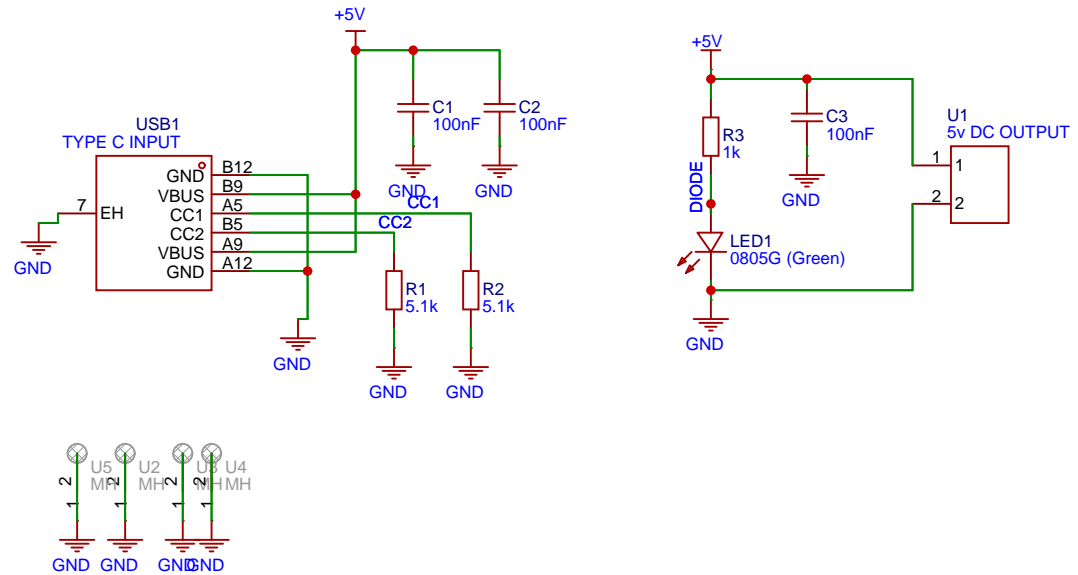 +5V
C1
100nF
C2
100nF
GND
GND
USB1
TYPE C INPUT
7
EH
GND
GND
B12
VBUS
B9
CC1
A5
CC2
B5
VBUS
A9
GND
A12
CC1
CC2
GND
R1
5.1k
R2
5.1k
GND
GND
+5V
R3
1k
DIODE
C3
100nF
GND
LED1
0805G (Green)
GND
U1
5v DC OUTPUT
1
1
2
2
U5
MH
2
1
GND
U2
MH
2
1
GND
U3
MH
2
1
GND
U4
MH
2
1
GND